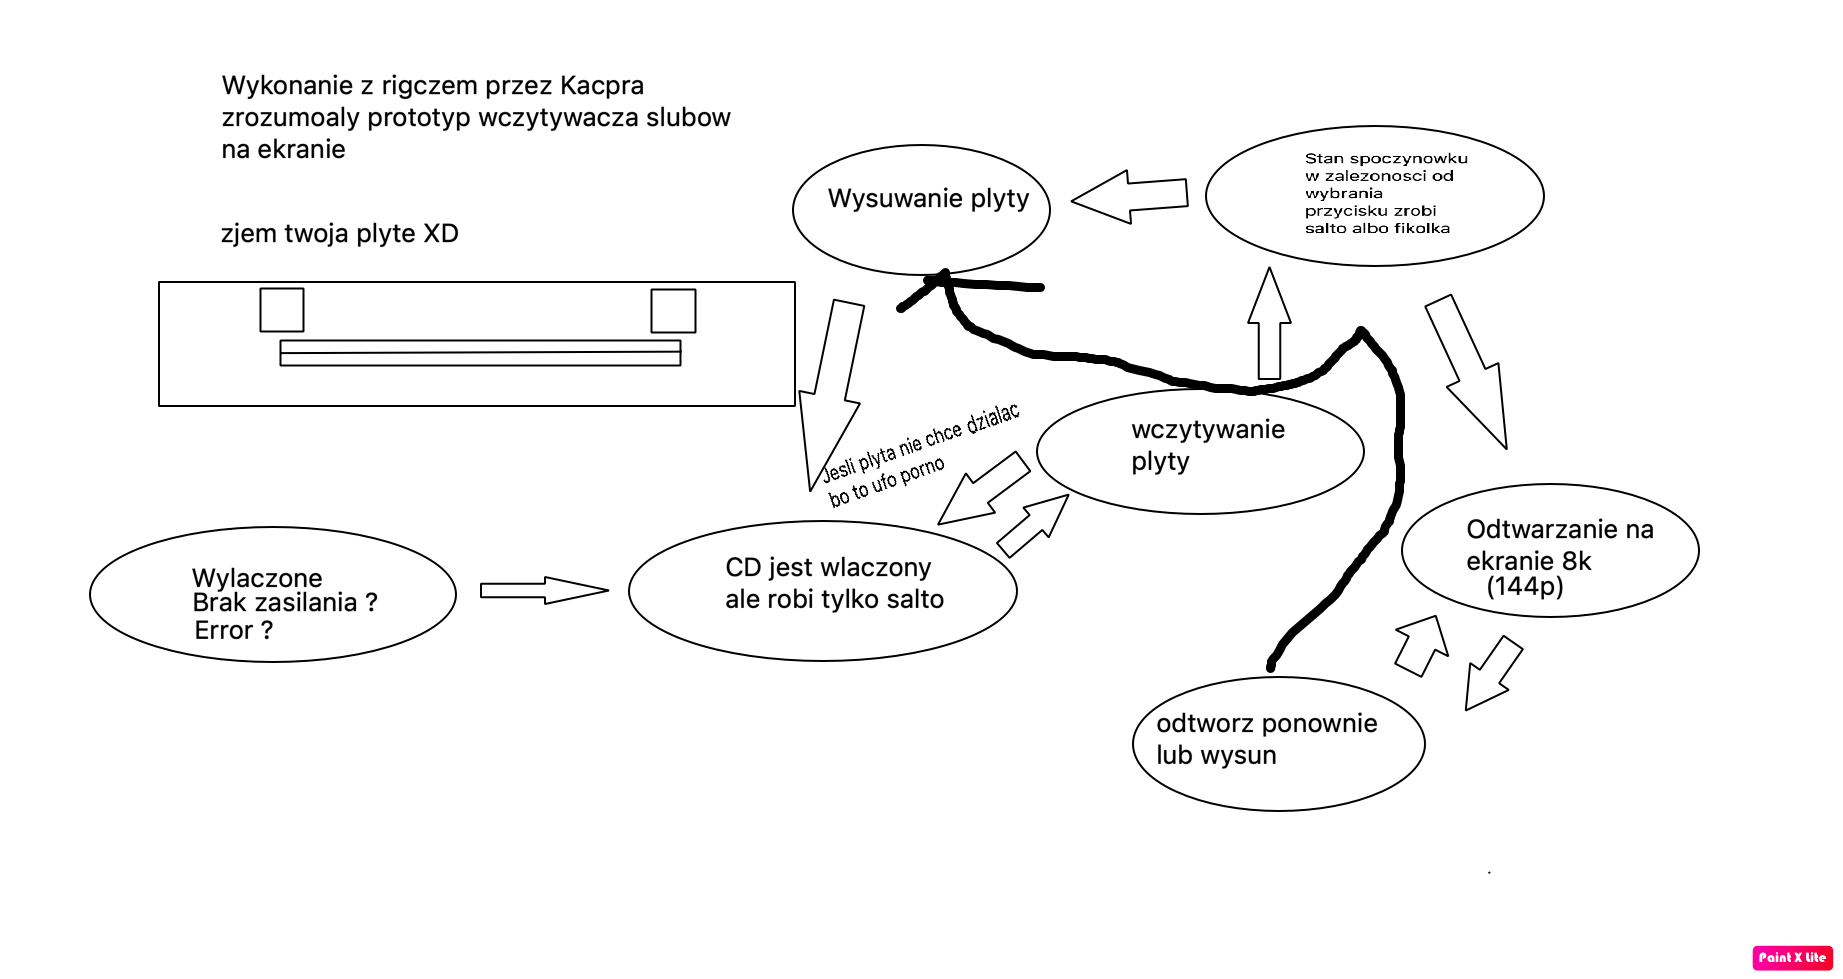 Wykonanie z rigczem przez Kacpra
zrozumoaly prototyp wczytywacza slubow
na ekranie
zjem twoja plyte XD
Wysuwanie plyty
Stan spoczynowku
w zalezonosci od
wybrania
przycisku zrobi
salto albo fikolka
Jesli plyta nie chce dzialac
bo to ufo porno
wczytywanie
plyty
Wylaczone
Brak zasilania ?
Error ?
CD jest wlaczony
ale robi tylko salto
Odtwarzanie na
ekranie 8k
(144p)
odtworz ponownie
lub wysun
Paint X Lite